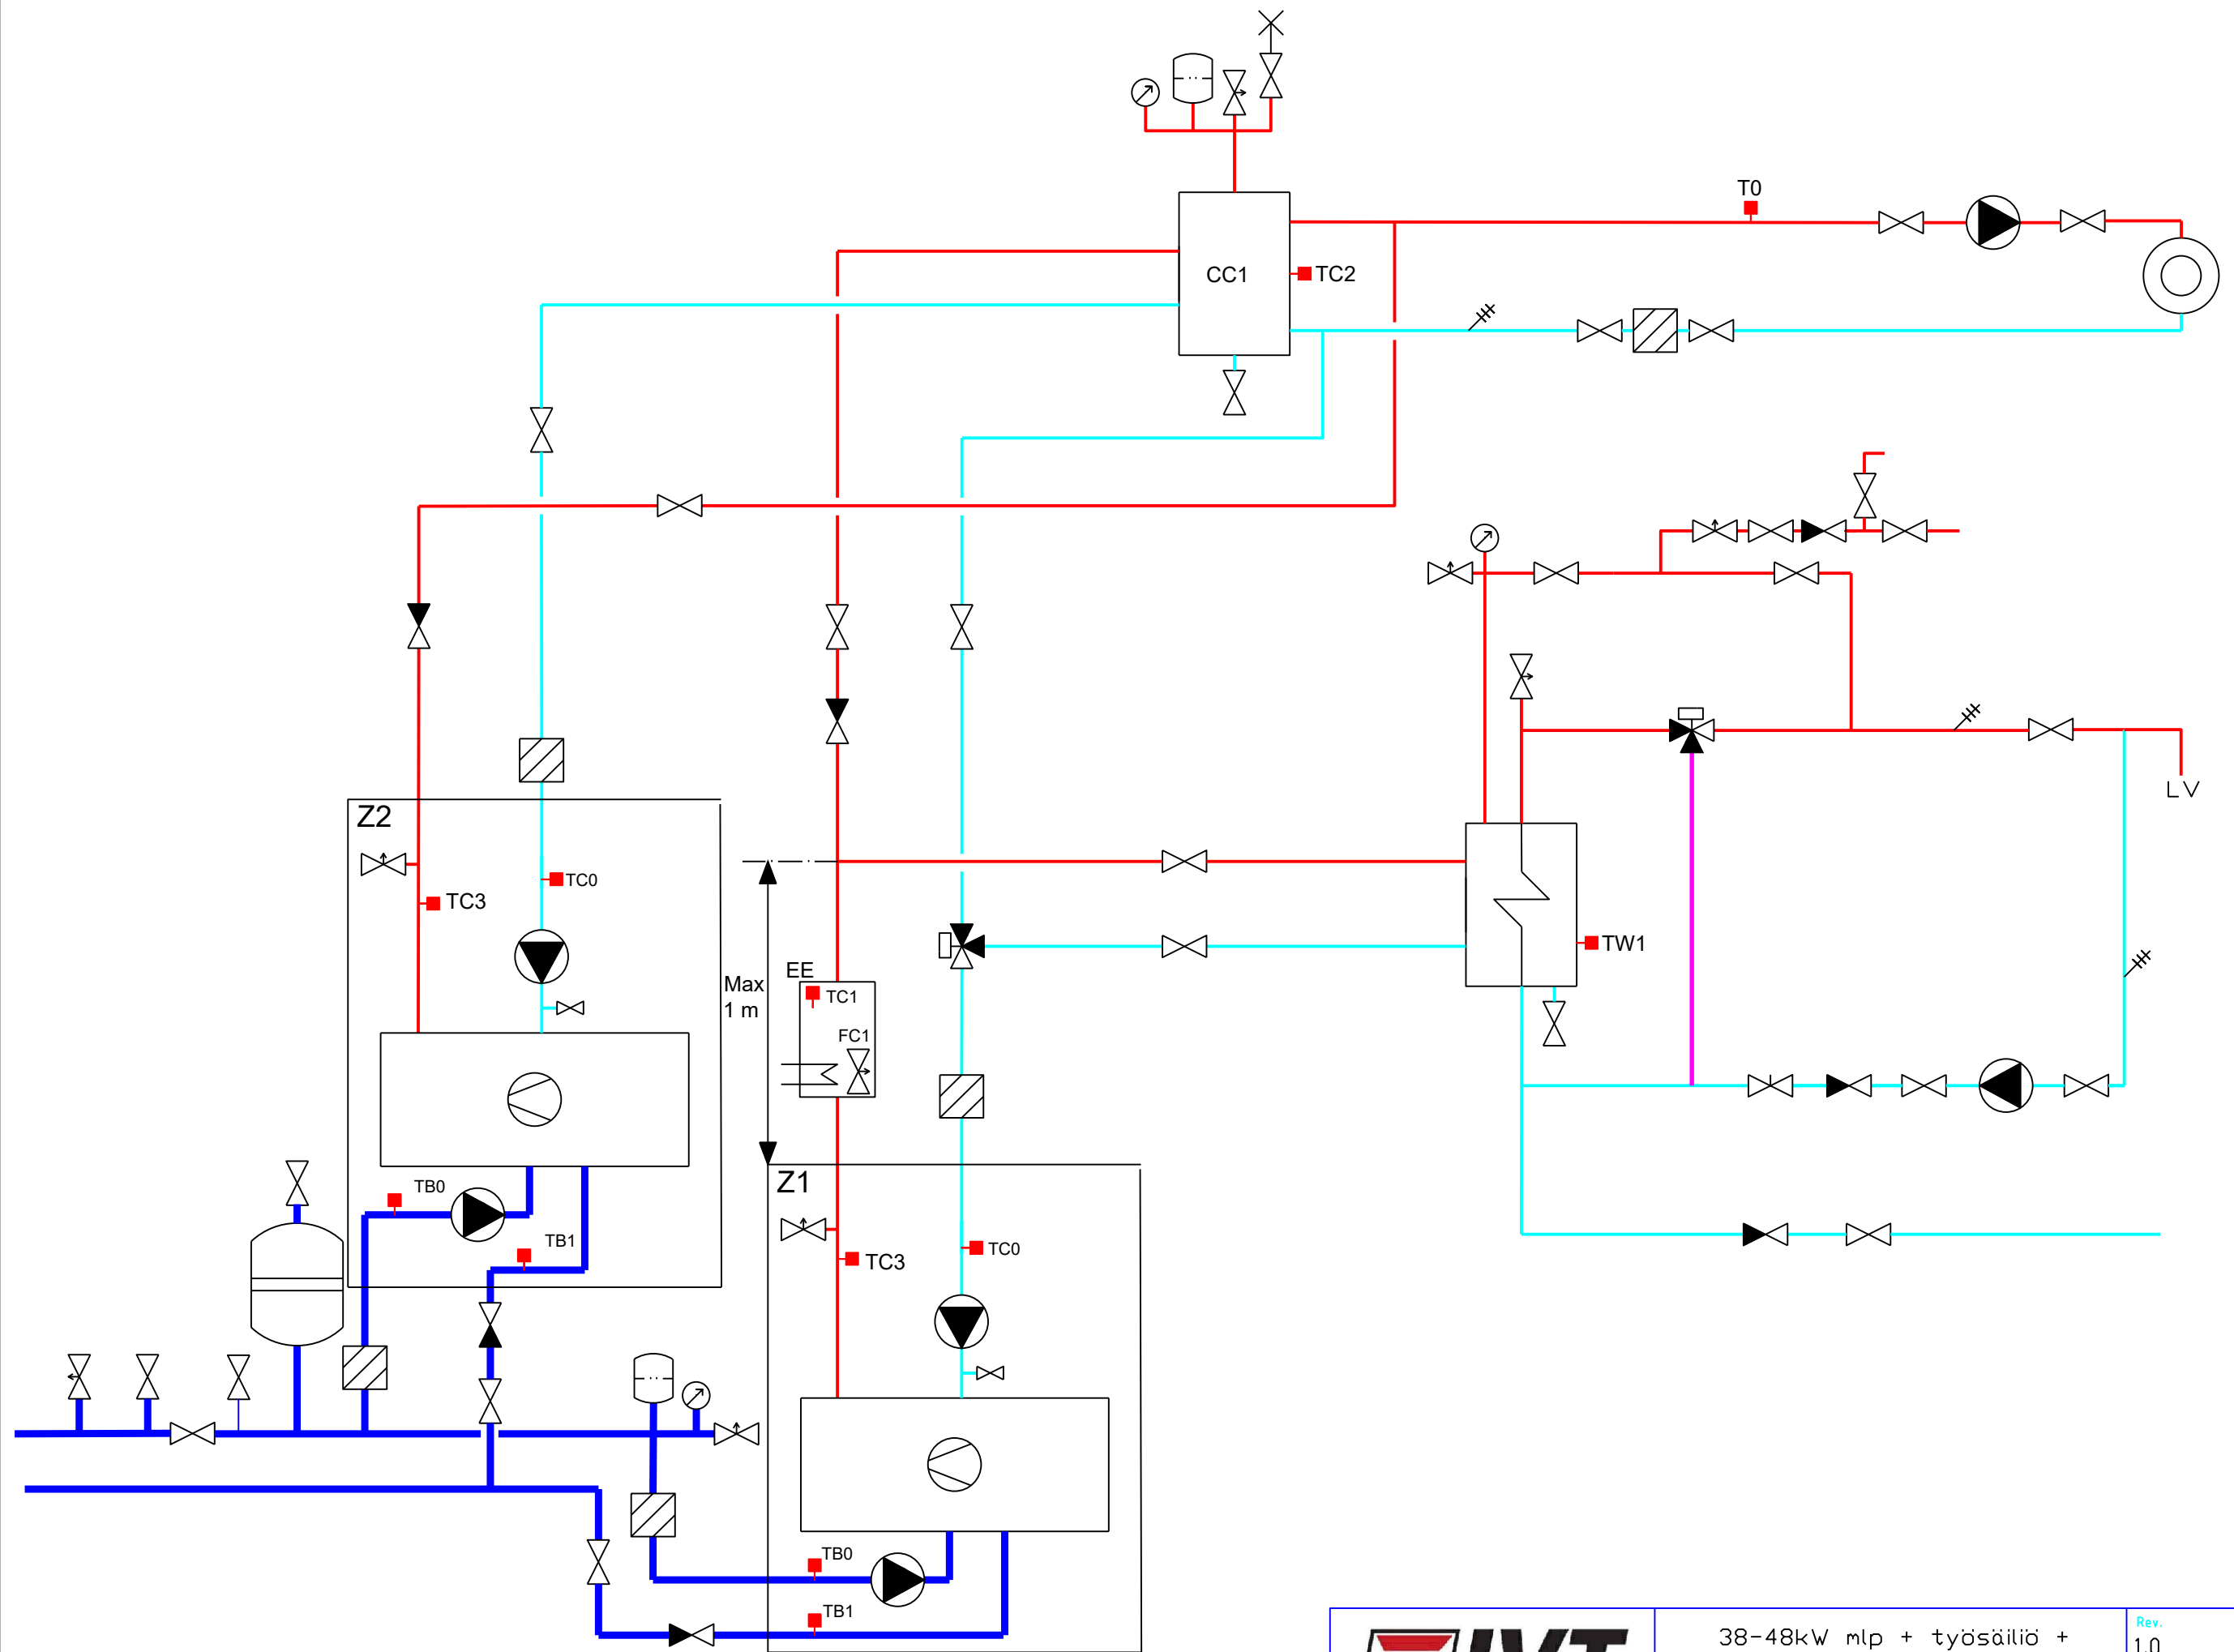 T0
CC1
TC2
LV
Z2
TC0
TC3
TW1
EE
Max
1 m
TC1
FC1
Z1
TB0
TB1
TC0
TC3
TB0
TB1
Rev.
38-48kW mlp + työsäiliö +
1.0
IVT